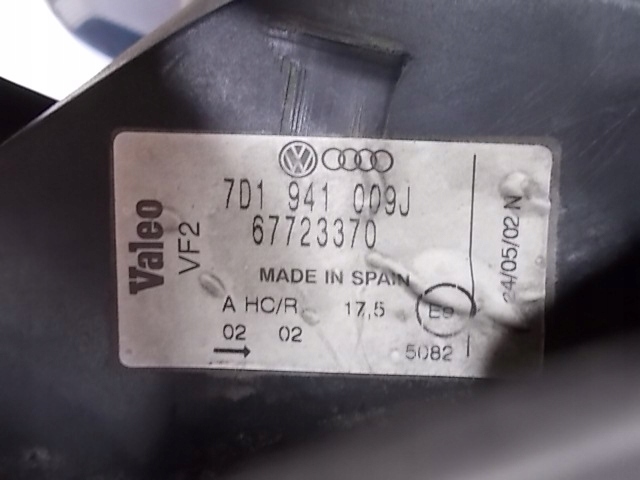 7D1 941 009J
67723370
Valeo
VF2
MADE IN SPAIN
A HC/R 17,5 E9
02 02
5082
24/05/02 N